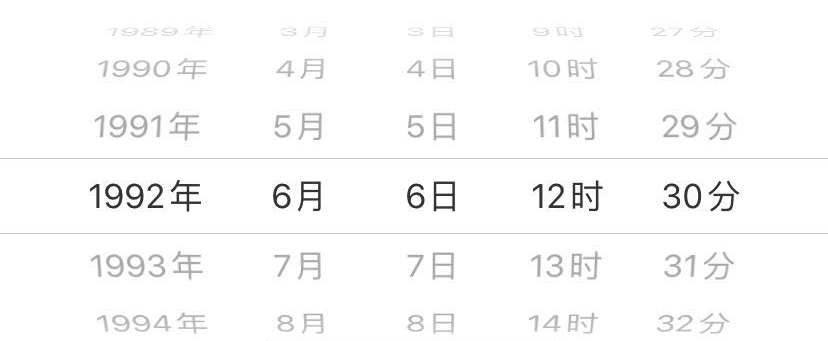 1989年 3月 3日 9时 27分
1990年 4月 4日 10时 28分
1991年 5月 5日 11时 29分
1992年 6月 6日 12时 30分
1993年 7月 7日 13时 31分
1994年 8月 8日 14时 32分